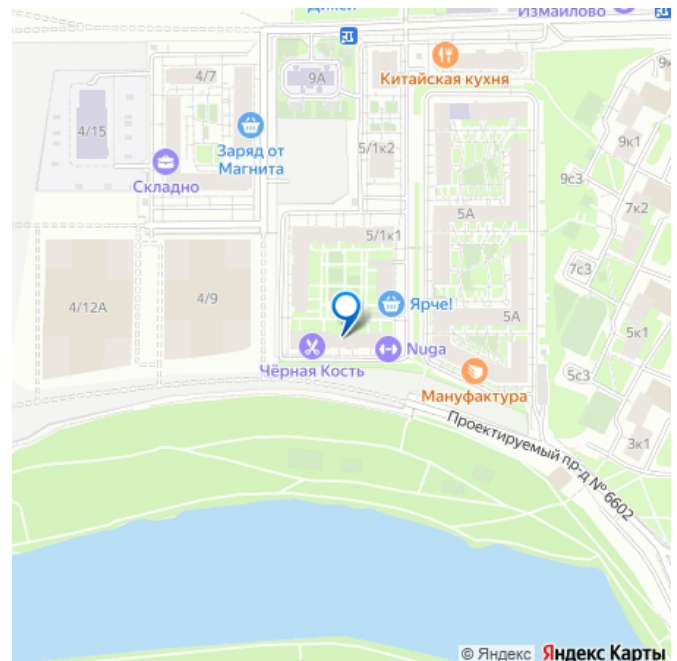 Дикси
Измайлово
Китайская кухня
4/7
9А
4/15
Заряд от
Магнита
5/1к2
9к1
Складно
9с3
7к2
5А
5/1к1
7с3
4/12А
4/9
Ярче!
5А
5к1
Nuga
Чёрная Кость
Мануфактура
5с3
3к1
Проектируемый пр-д № 6602
© Яндекс Яндекс Карты